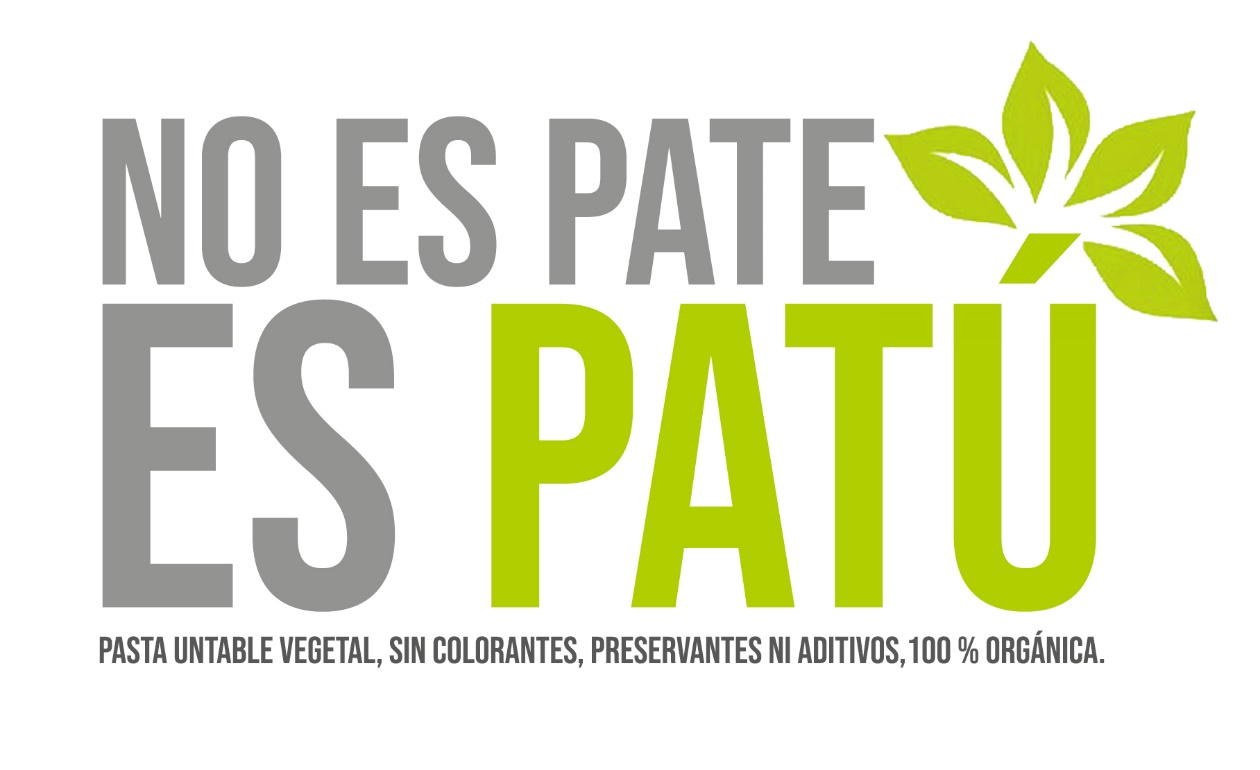 NO ES PATE
ES PATÚ
PASTA UNTABLE VEGETAL, SIN COLORANTES, PRESERVANTES NI ADITIVOS,100 % ORGÁNICA.